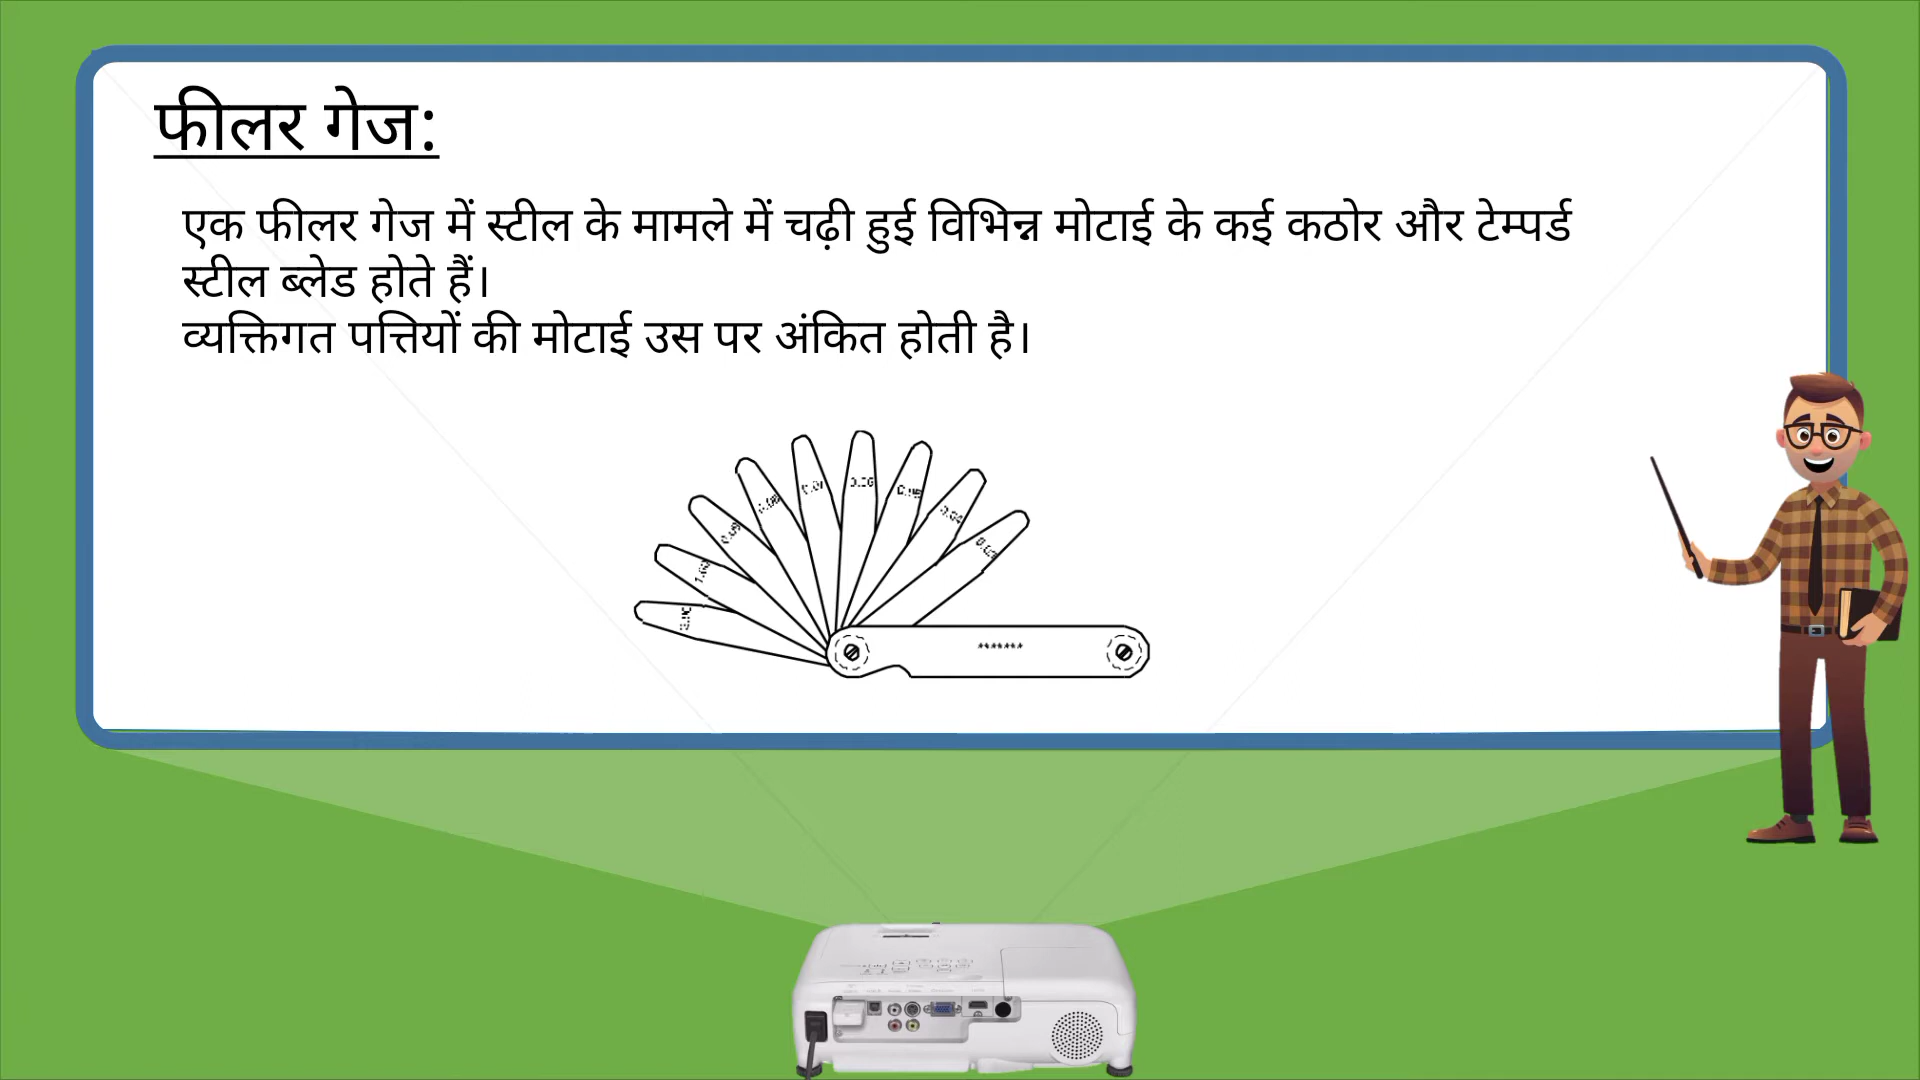 फीलर गेज:
एक फीलर गेज में स्टील के मामले में चढ़ी हुई विभिन्न मोटाई के कई कठोर और टेम्पर्ड
स्टील ब्लेड होते हैं।
व्यक्तिगत पत्तियों की मोटाई उस पर अंकित होती है।